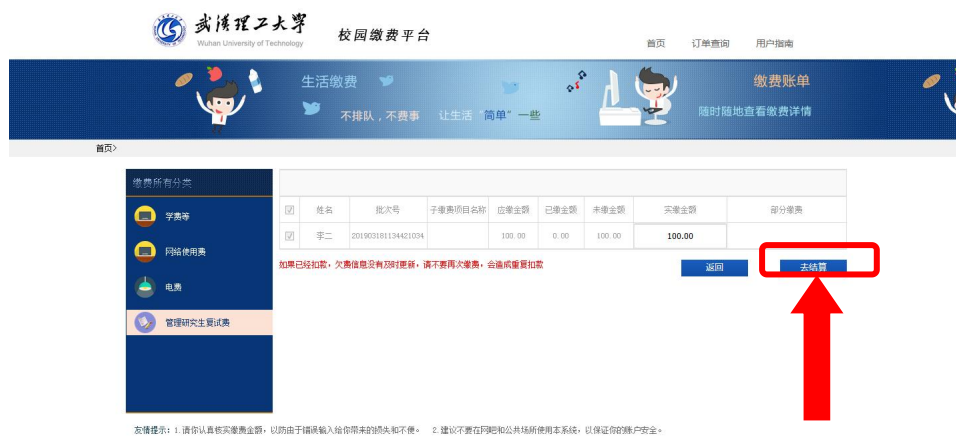 武汉理工大学
Wuhan University of Technology
校园缴费平台
首页 订单查询 用户指南
生活缴费
不排队，不费事 让生活“简单”一些
缴费账单
随时随地查看缴费详情
首页>
缴费所有分类
学费等
网络使用费
电费
管理研究生复试费
姓名 批次号 子缴费项目名称 应缴金额 已缴金额 未缴金额 实缴金额 部分缴费
李二 201903181134421034 100.00 0.00 100.00 100.00
如果已经扣款，欠费信息没有及时更新，请不要再次缴费，会造成重复扣款
返回 去结算
友情提示：1.请你认真核实缴费金额，以防由于错误输入给你带来的损失和不便。 2.建议不要在网吧和公共场所使用本系统，以保证你的账户安全。